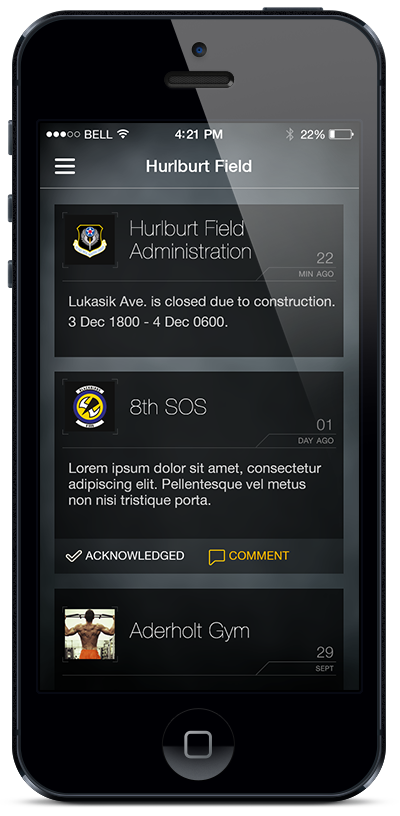 BELL 4:21 PM 22%
Hurlburt Field
Hurlburt Field
Administration
22
MIN AGO
Lukasik Ave. is closed due to construction.
3 Dec 1800 - 4 Dec 0600.
8th SOS
01
DAY AGO
Lorem ipsum dolor sit amet, consectetur
adipiscing elit. Pellentesque vel metus
non nisi tristique porta.
ACKNOWLEDGED COMMENT
Aderholt Gym
29
SEPT